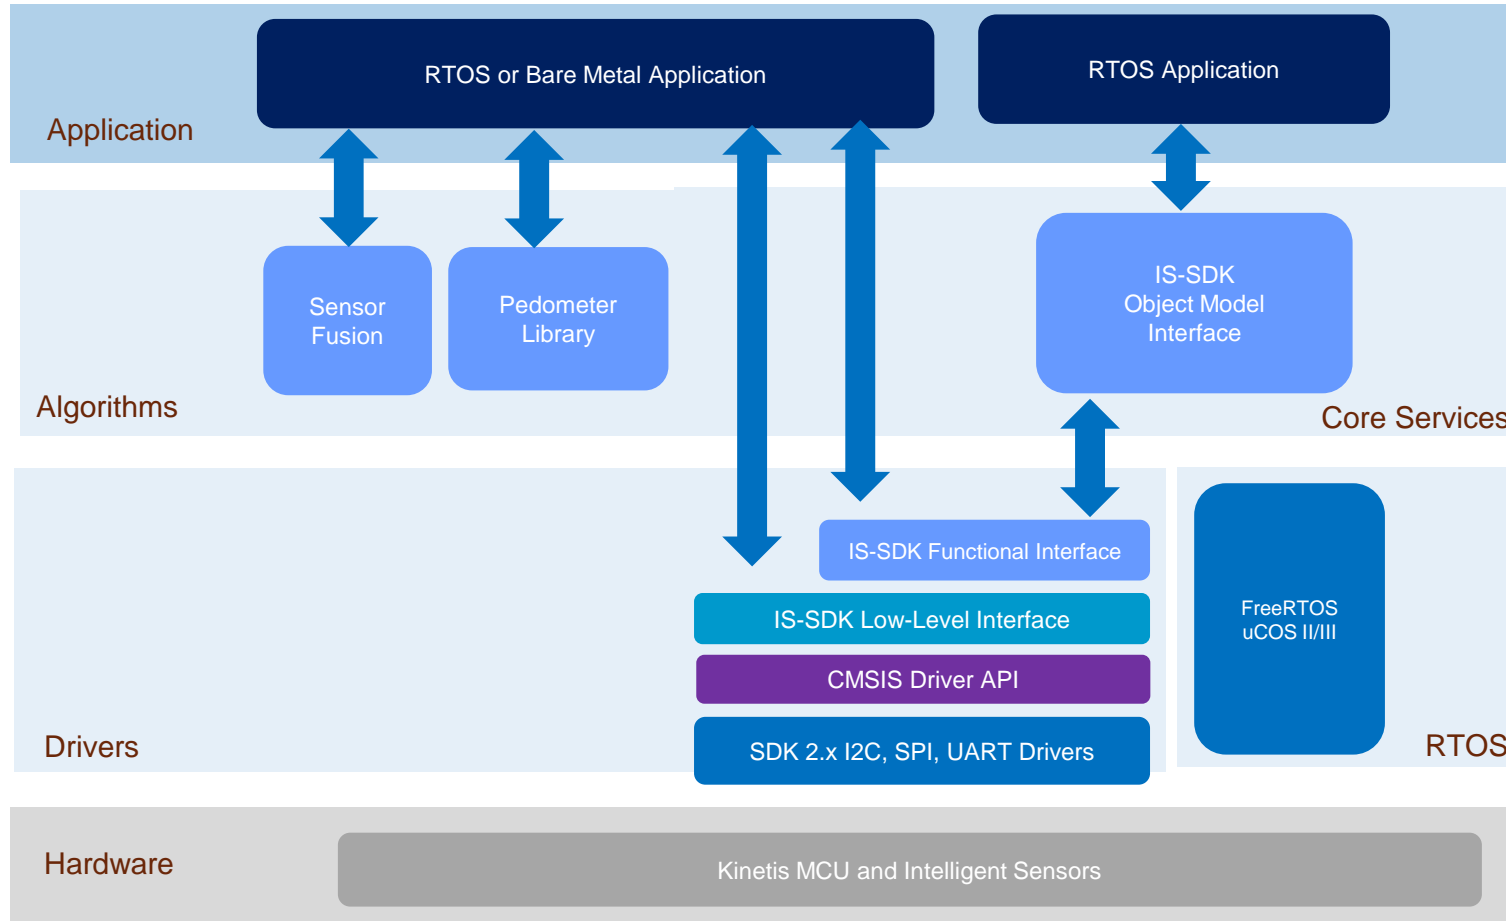 RTOS or Bare Metal Application
RTOS Application
Application
Sensor
Fusion
Pedometer
Library
IS-SDK
Object Model
Interface
Algorithms
Core Services
IS-SDK Functional Interface
IS-SDK Low-Level Interface
CMSIS Driver API
SDK 2.x I2C, SPI, UART Drivers
FreeRTOS
uCOS II/III
Drivers
RTOS
Hardware
Kinetis MCU and Intelligent Sensors